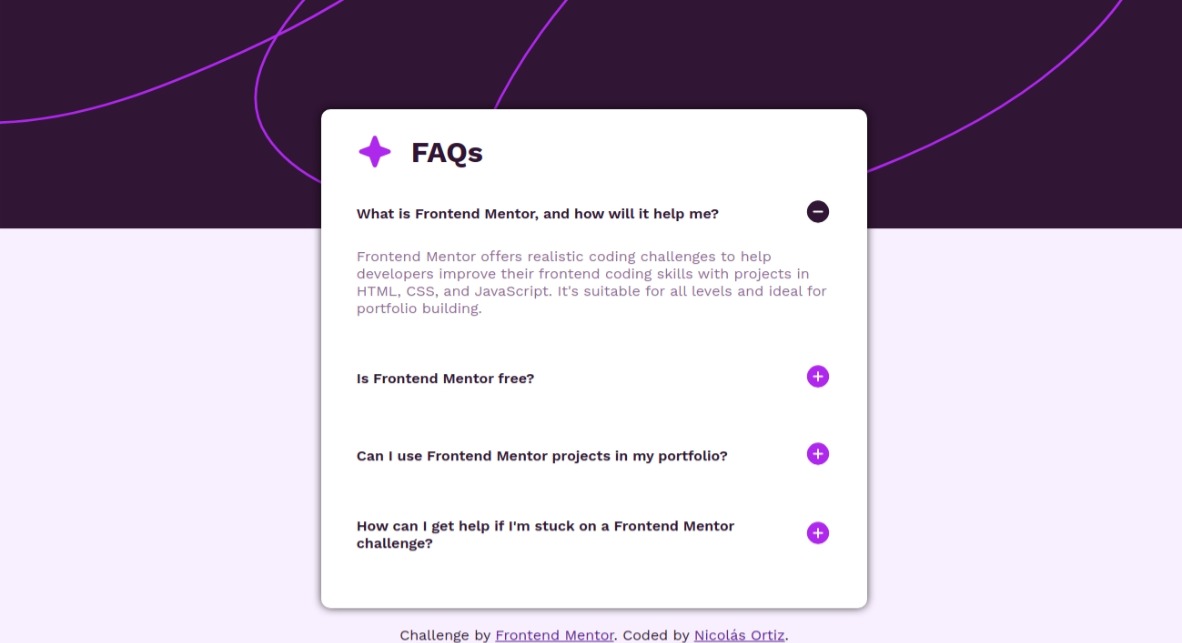 FAQs
What is Frontend Mentor, and how will it help me?
Frontend Mentor offers realistic coding challenges to help
developers improve their frontend coding skills with projects in
HTML, CSS, and JavaScript. It's suitable for all levels and ideal for
portfolio building.
Is Frontend Mentor free?
Can I use Frontend Mentor projects in my portfolio?
How can I get help if I'm stuck on a Frontend Mentor
challenge?
Challenge by Frontend Mentor. Coded by Nicolás Ortiz.